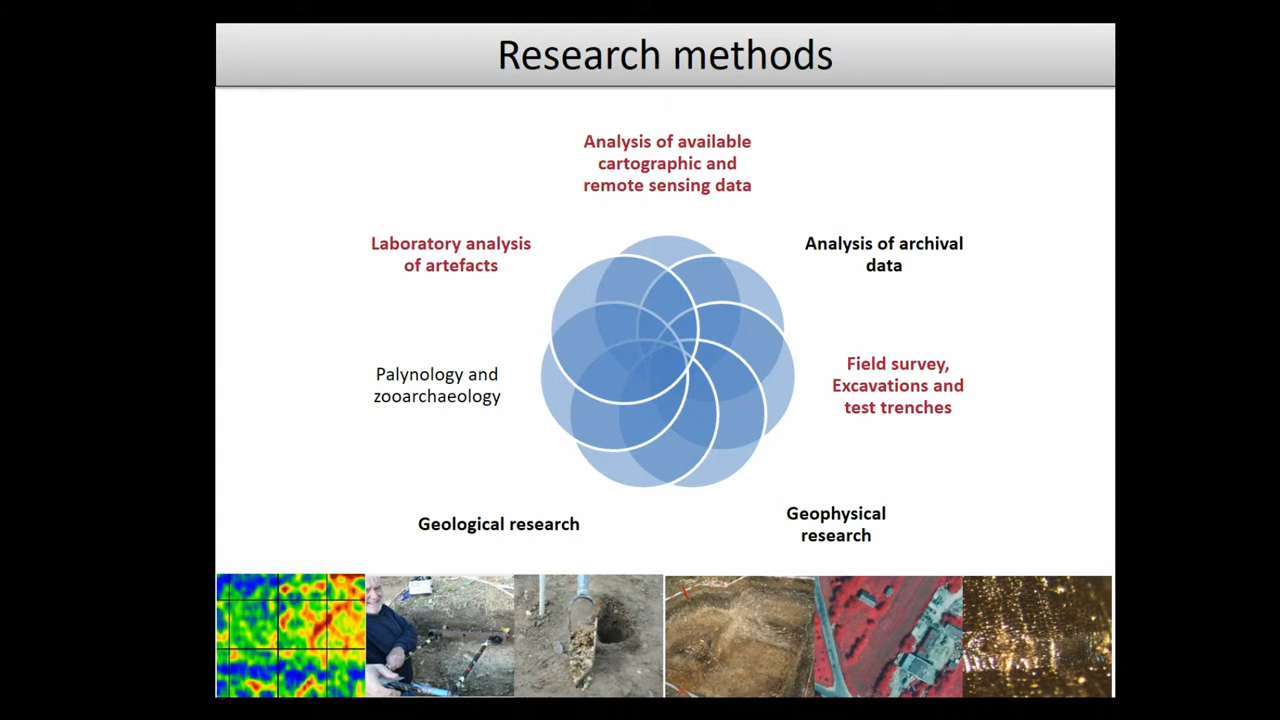 Research methods
Analysis of available
cartographic and
remote sensing data
Analysis of archival
data
Field survey,
Excavations and
test trenches
Geophysical
research
Geological research
Palynology and
zooarchaeology
Laboratory analysis
of artefacts